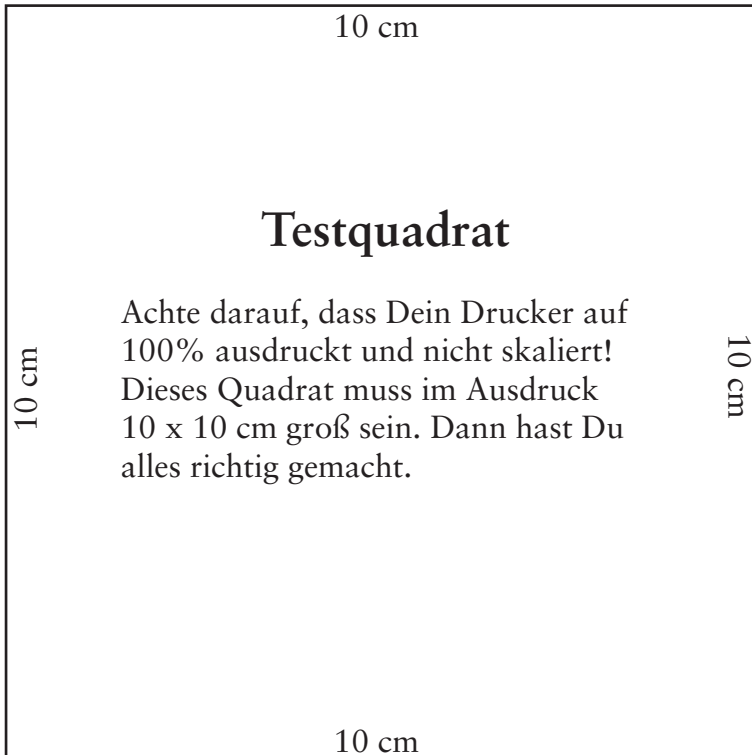 10 cm
Testquadrat
Achte darauf, dass Dein Drucker auf
100% ausdruckt und nicht skaliert!
Dieses Quadrat muss im Ausdruck
10 x 10 cm groß sein. Dann hast Du
alles richtig gemacht.
10 cm
10 cm
10 cm